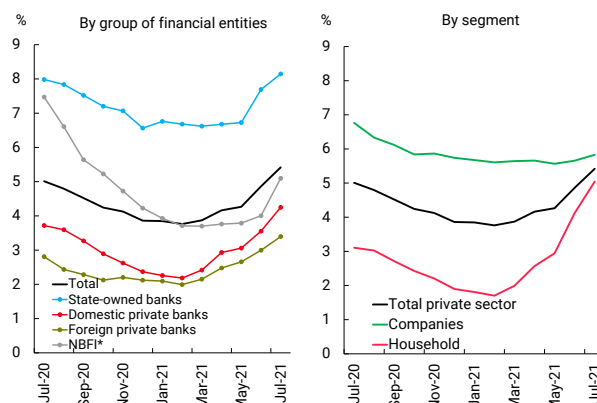 By group of financial entities
%
9
8
7
6
5
4
3
2
1
0
Total
State-owned banks
Domestic private banks
Foreign private banks
NBFI*
Jul-20
Sep-20
Nov-20
Jan-21
Mar-21
May-21
Jul-21
By segment
%
9
8
7
6
5
4
3
2
1
0
Total private sector
Companies
Household
Jul-20
Sep-20
Nov-20
Jan-21
Mar-21
May-21
Jul-21